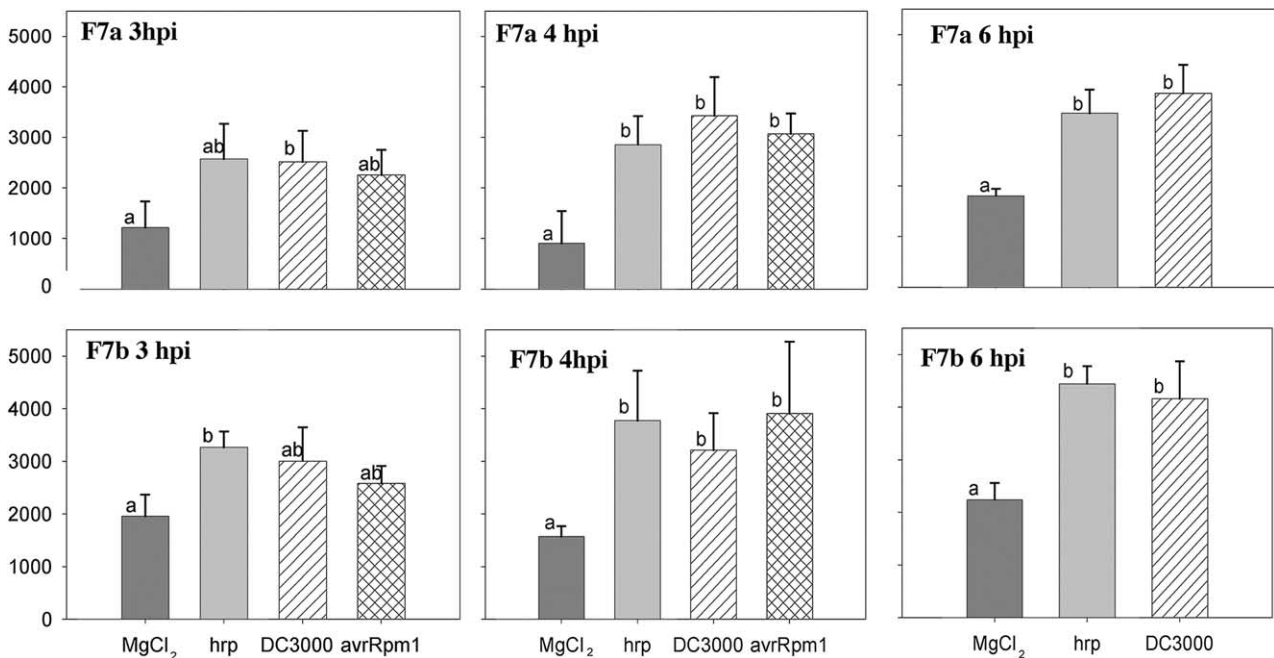 F7a 3hpi
F7a 4 hpi
F7a 6 hpi
5000
4000
3000
2000
1000
0
a
ab
b
ab
a
b
b
b
a
b
b
F7b 3 hpi
F7b 4hpi
F7b 6 hpi
5000
4000
3000
2000
1000
0
a
b
ab
ab
a
b
b
b
a
b
b
MgCl₂ hrp DC3000 avrRpm1
MgCl₂ hrp DC3000 avrRpm1
MgCl₂ hrp DC3000